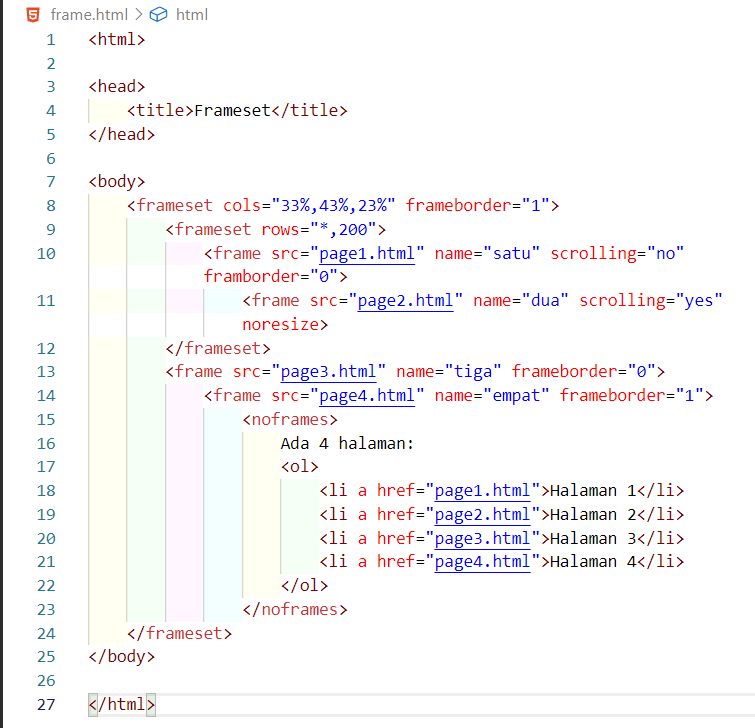 frame.html > html
1 <html>
2
3 <head>
4 <title>Frameset</title>
5 </head>
6
7 <body>
8 <frameset cols="33%,43%,23%" frameborder="1">
9 <frameset rows="*,200">
10 <frame src="page1.html" name="satu" scrolling="no"
framborder="0">
11 <frame src="page2.html" name="dua" scrolling="yes"
noresize>
12 </frameset>
13 <frame src="page3.html" name="tiga" frameborder="0">
14 <frame src="page4.html" name="empat" frameborder="1">
15 <noframes>
16 Ada 4 halaman:
17 <ol>
18 <li a href="page1.html">Halaman 1</li>
19 <li a href="page2.html">Halaman 2</li>
20 <li a href="page3.html">Halaman 3</li>
21 <li a href="page4.html">Halaman 4</li>
22 </ol>
23 </noframes>
24 </frameset>
25 </body>
26
27 </html>